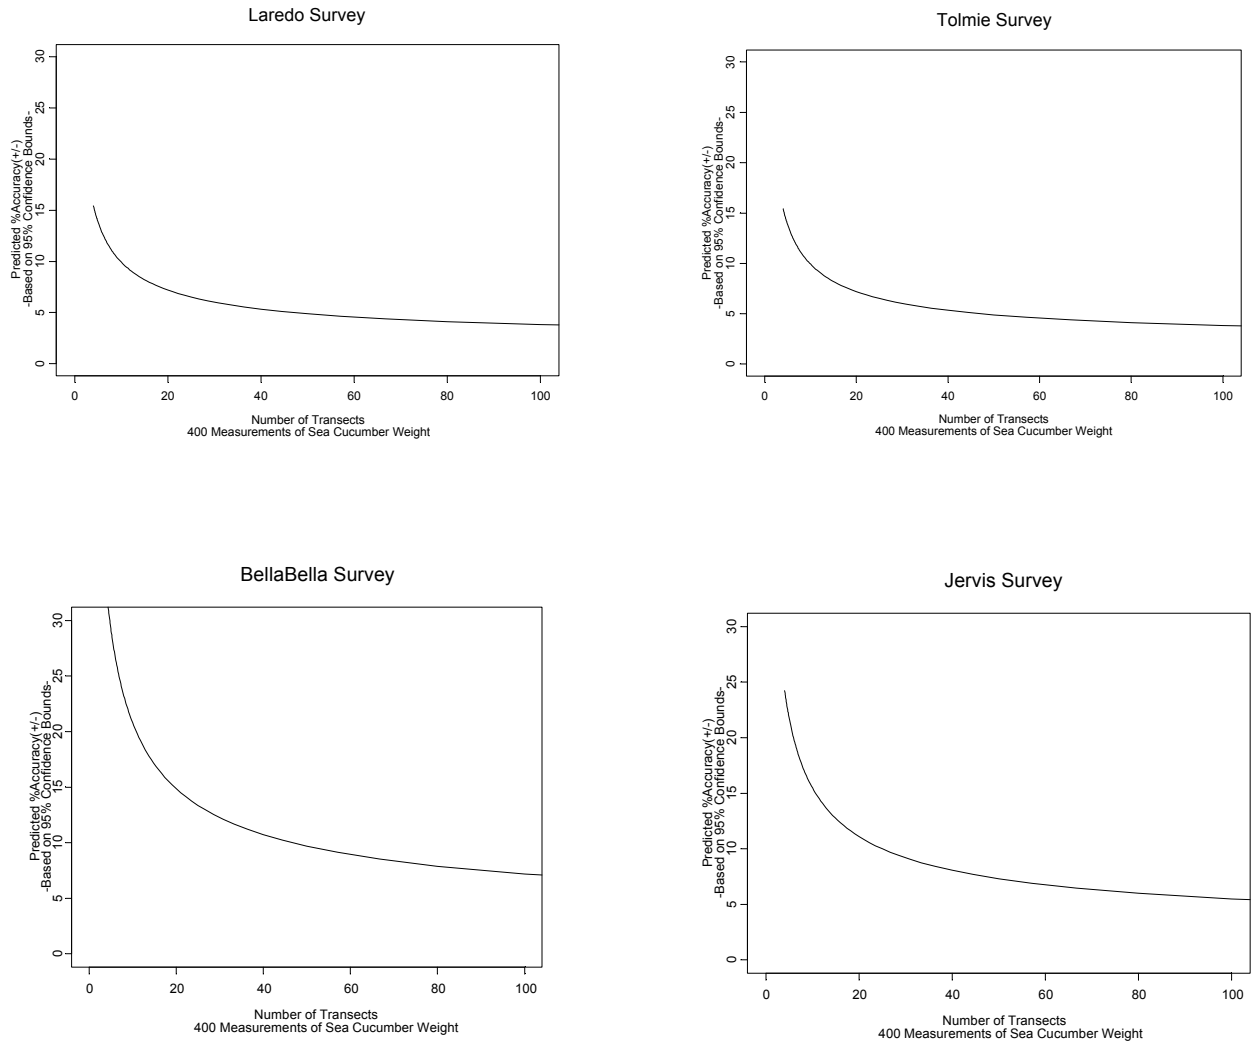 Laredo Survey
Predicted %Accuracy(+/-)
-Based on 95% Confidence Bounds-
30
25
20
15
10
5
0
0 20 40 60 80 100
Number of Transects
400 Measurements of Sea Cucumber Weight
Tolmie Survey
Predicted %Accuracy(+/-)
-Based on 95% Confidence Bounds-
30
25
20
15
10
5
0
0 20 40 60 80 100
Number of Transects
400 Measurements of Sea Cucumber Weight
BellaBella Survey
Predicted %Accuracy(+/-)
-Based on 95% Confidence Bounds-
30
25
20
15
10
5
0
0 20 40 60 80 100
Number of Transects
400 Measurements of Sea Cucumber Weight
Jervis Survey
Predicted %Accuracy(+/-)
-Based on 95% Confidence Bounds-
30
25
20
15
10
5
0
0 20 40 60 80 100
Number of Transects
400 Measurements of Sea Cucumber Weight